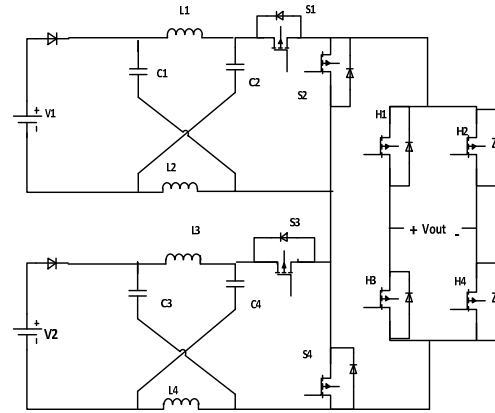 L1
S1
V1
+
-
C1
C2
S2
L2
H1
H2
+ Vout -
L3
S3
V2
+
-
C3
C4
H3
H4
S4
L4